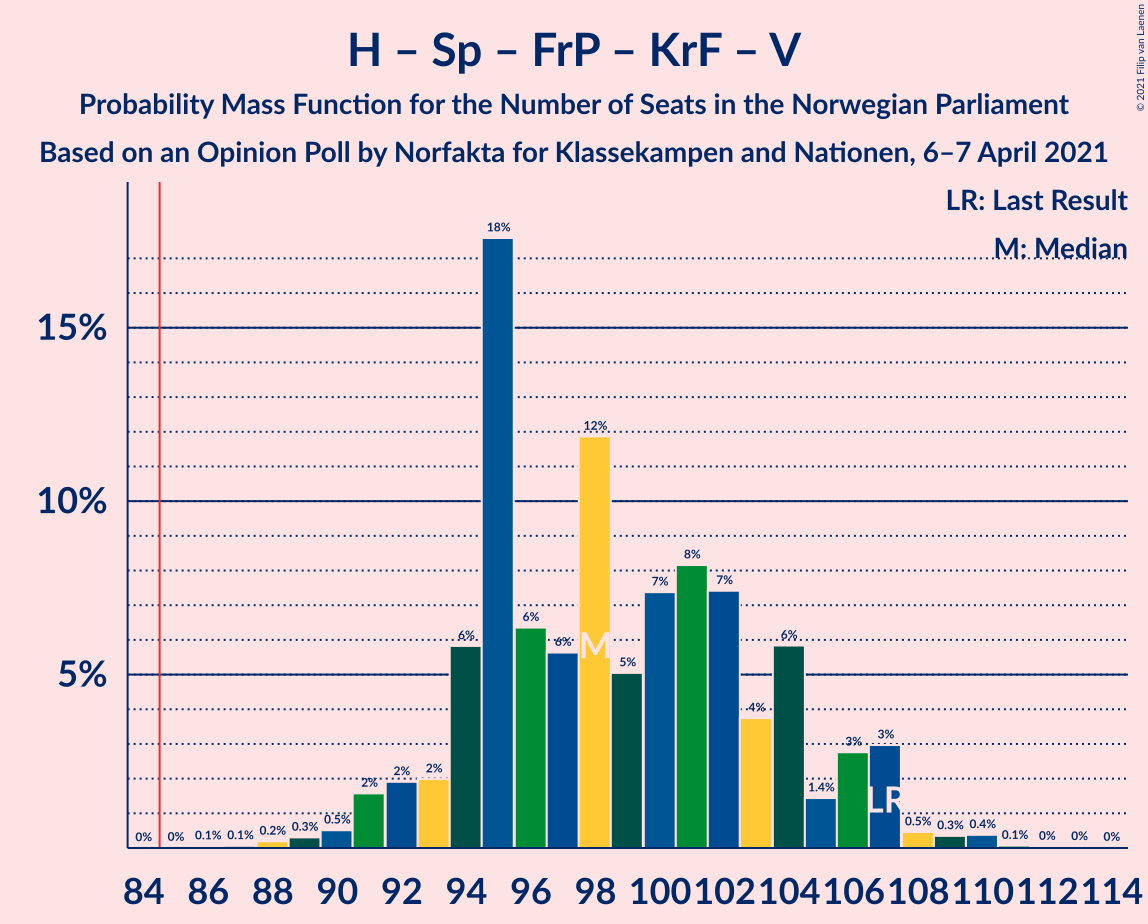 H – Sp – FrP – KrF – V
Probability Mass Function for the Number of Seats in the Norwegian Parliament
Based on an Opinion Poll by Norfakta for Klassekampen and Nationen, 6–7 April 2021
© 2021 Filip van Laenen
LR: Last Result
M: Median
15%
10%
5%
0% 0% 0.1% 0.1% 0.2% 0.3% 0.5% 2% 2% 2% 6% 18% 6% 6% 12% 5% 7% 8% 7% 4% 6% 1.4% 3% 3% 0.5% 0.3% 0.4% 0.1% 0% 0% 0%
M
LR
84 86 88 90 92 94 96 98 100 102 104 106 108 110 112 114